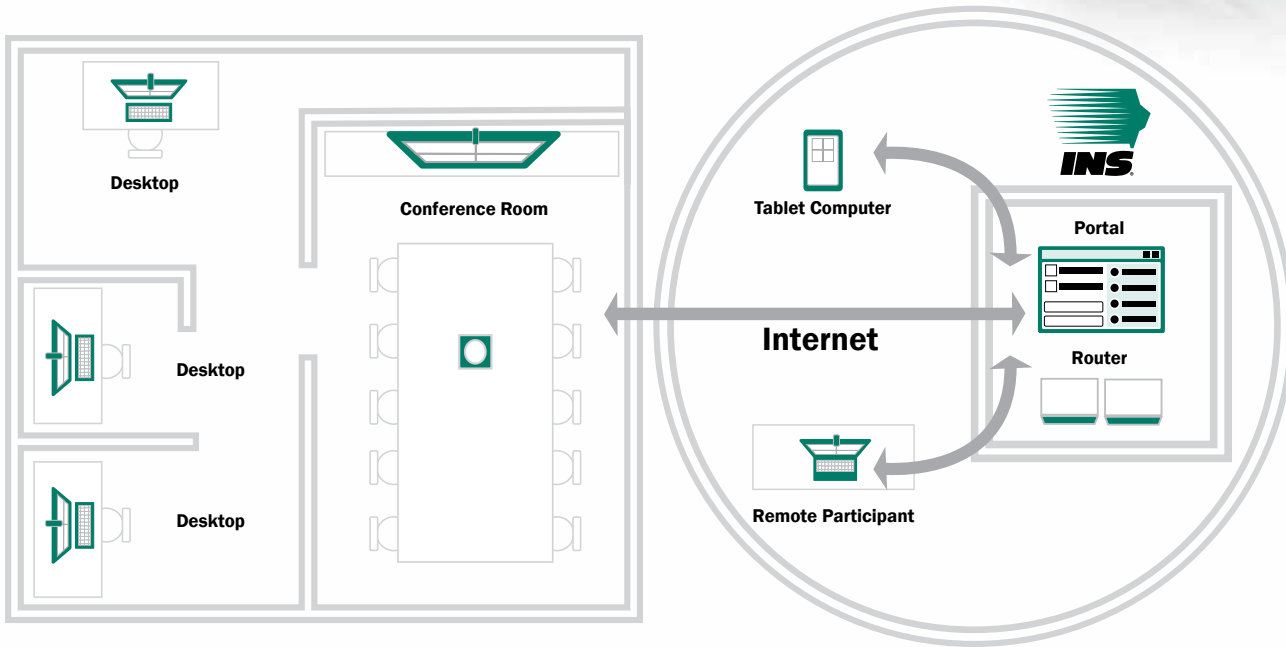 Desktop
Conference Room
Desktop
Desktop
Tablet Computer
INS
Portal
Internet
Router
Remote Participant